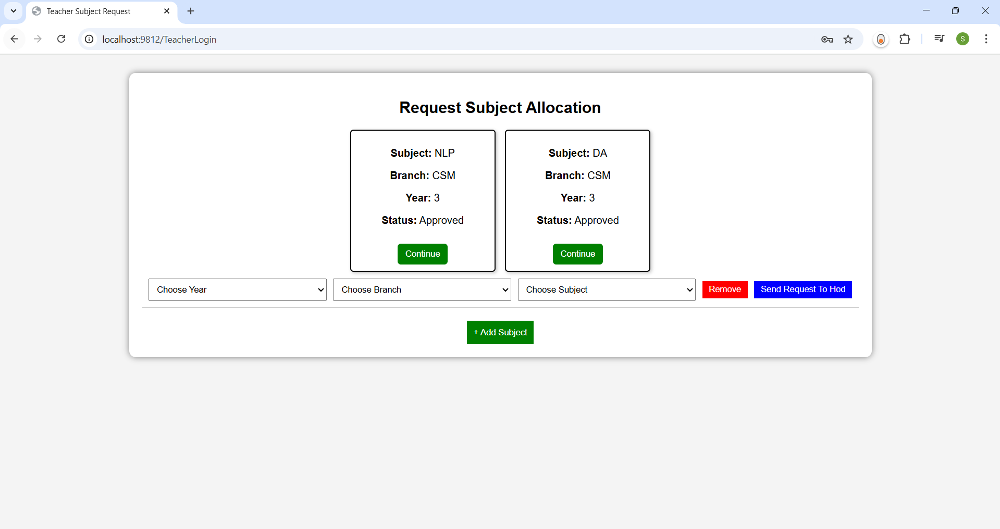 Teacher Subject Request
localhost:9812/TeacherLogin
S
Request Subject Allocation
Subject: NLP
Branch: CSM
Year: 3
Status: Approved
Continue
Subject: DA
Branch: CSM
Year: 3
Status: Approved
Continue
Choose Year Choose Branch Choose Subject Remove Send Request To Hod
+ Add Subject